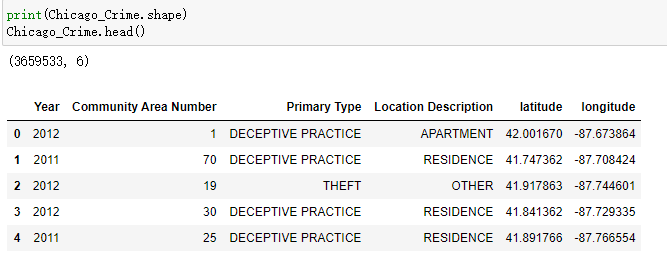 print(Chicago_Crime.shape)
Chicago_Crime.head()
(3659533, 6)
Year Community Area Number Primary Type Location Description latitude longitude
0 2012 1 DECEPTIVE PRACTICE APARTMENT 42.001670 -87.673864
1 2011 70 DECEPTIVE PRACTICE RESIDENCE 41.747362 -87.708424
2 2012 19 THEFT OTHER 41.917863 -87.744601
3 2012 30 DECEPTIVE PRACTICE RESIDENCE 41.841362 -87.729335
4 2011 25 DECEPTIVE PRACTICE RESIDENCE 41.891766 -87.766554